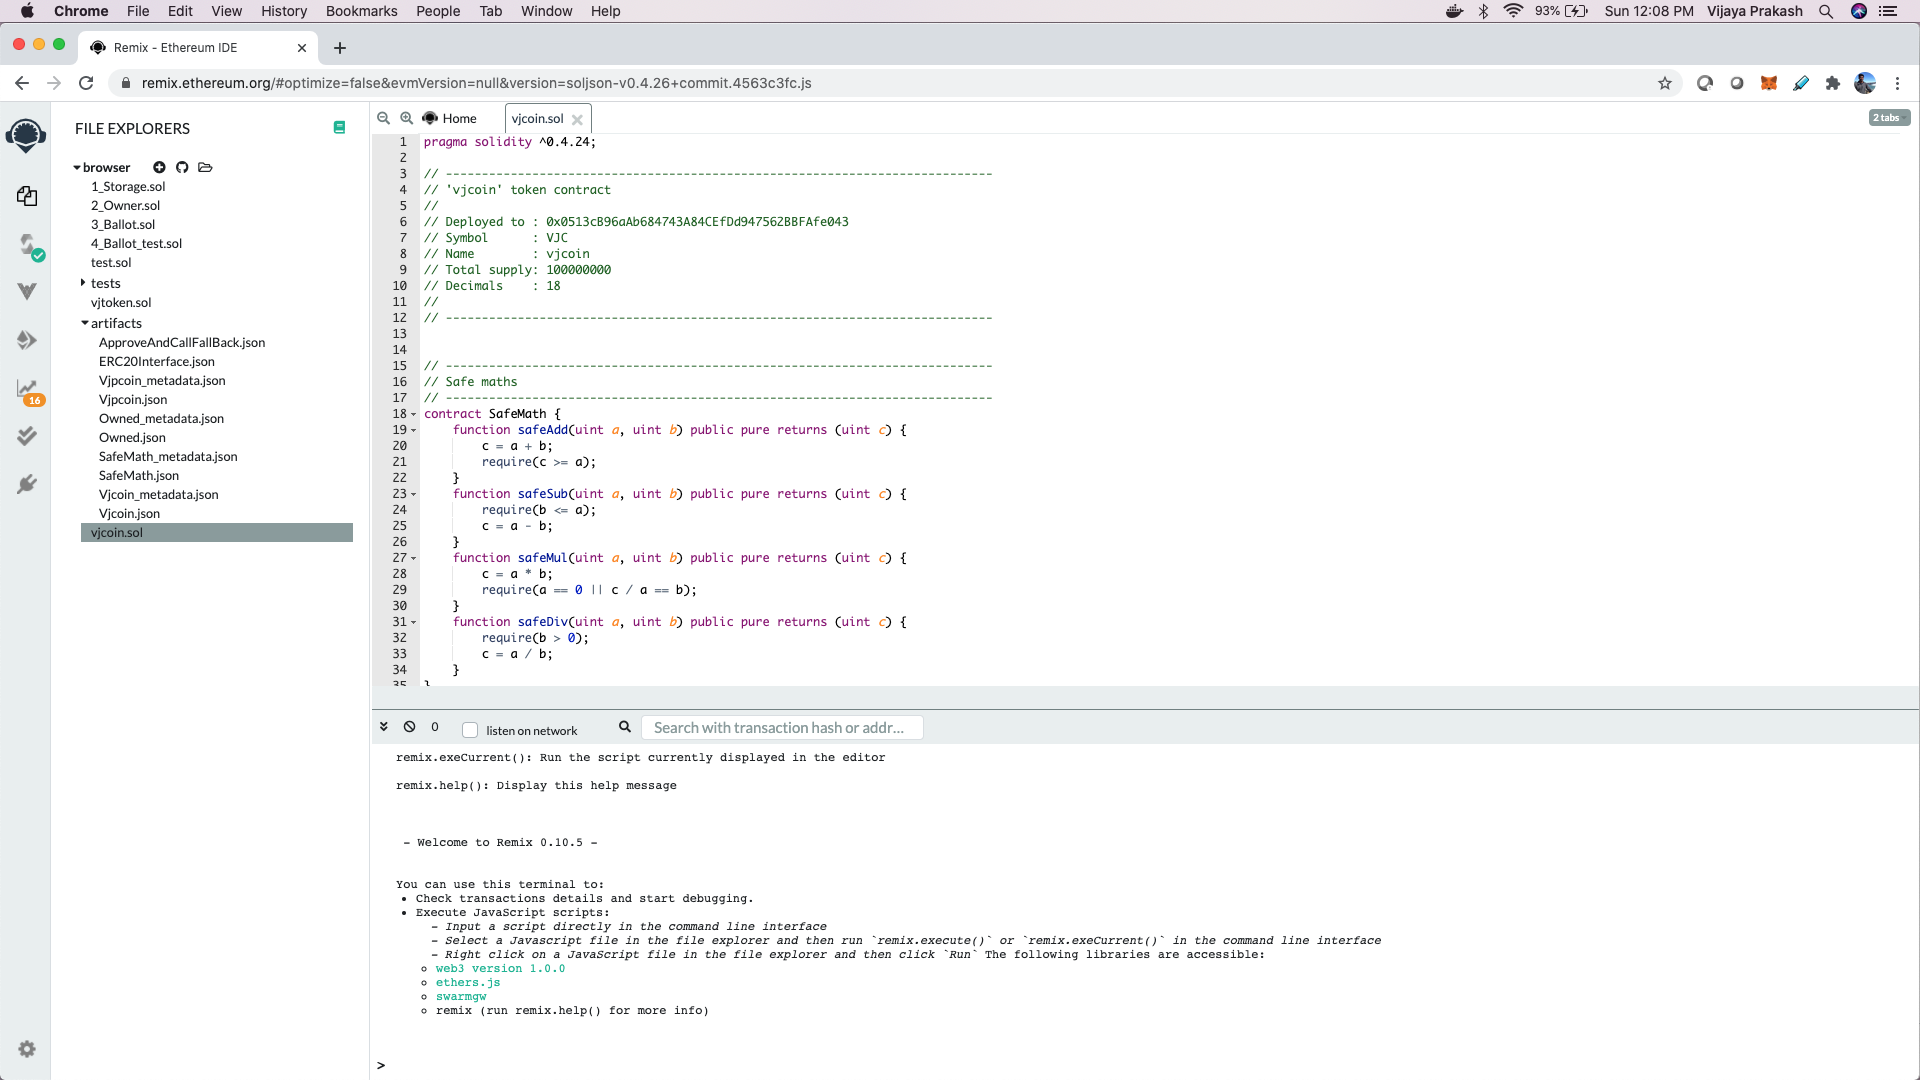 Chrome File Edit View History Bookmarks People Tab Window Help 93% Sun 12:08 PM Vijaya Prakash
Remix - Ethereum IDE
remix.ethereum.org/#optimize=false&evmVersion=null&version=soljson-v0.4.26+commit.4563c3fc.js
FILE EXPLORERS
browser
1_Storage.sol
2_Owner.sol
3_Ballot.sol
4_Ballot_test.sol
test.sol
tests
vjtoken.sol
artifacts
ApproveAndCallFallBack.json
ERC20Interface.json
Vjpcoin_metadata.json
Vjpcoin.json
Owned_metadata.json
Owned.json
SafeMath_metadata.json
SafeMath.json
Vjcoin_metadata.json
Vjcoin.json
vjcoin.sol
16
Home vjcoin.sol 2 tabs
1 pragma solidity ^0.4.24;
2
3 // ----------------------------------------------------------------------------
4 // 'vjcoin' token contract
5 //
6 // Deployed to : 0x0513cB96aAb684743A84CEfDd947562BBFAfe043
7 // Symbol      : VJC
8 // Name        : vjcoin
9 // Total supply: 100000000
10 // Decimals    : 18
11 //
12 // ----------------------------------------------------------------------------
13
14
15 // ----------------------------------------------------------------------------
16 // Safe maths
17 // ----------------------------------------------------------------------------
18 contract SafeMath {
19     function safeAdd(uint a, uint b) public pure returns (uint c) {
20         c = a + b;
21         require(c >= a);
22     }
23     function safeSub(uint a, uint b) public pure returns (uint c) {
24         require(b <= a);
25         c = a - b;
26     }
27     function safeMul(uint a, uint b) public pure returns (uint c) {
28         c = a * b;
29         require(a == 0 || c / a == b);
30     }
31     function safeDiv(uint a, uint b) public pure returns (uint c) {
32         require(b > 0);
33         c = a / b;
34     }
35 }
0 listen on network Search with transaction hash or addr...
remix.exeCurrent(): Run the script currently displayed in the editor
remix.help(): Display this help message
- Welcome to Remix 0.10.5 -
You can use this terminal to:
• Check transactions details and start debugging.
• Execute JavaScript scripts:
- Input a script directly in the command line interface
- Select a Javascript file in the file explorer and then run `remix.execute()` or `remix.exeCurrent()` in the command line interface
- Right click on a JavaScript file in the file explorer and then click `Run` The following libraries are accessible:
◦ web3 version 1.0.0
◦ ethers.js
◦ swarmgw
◦ remix (run remix.help() for more info)
>